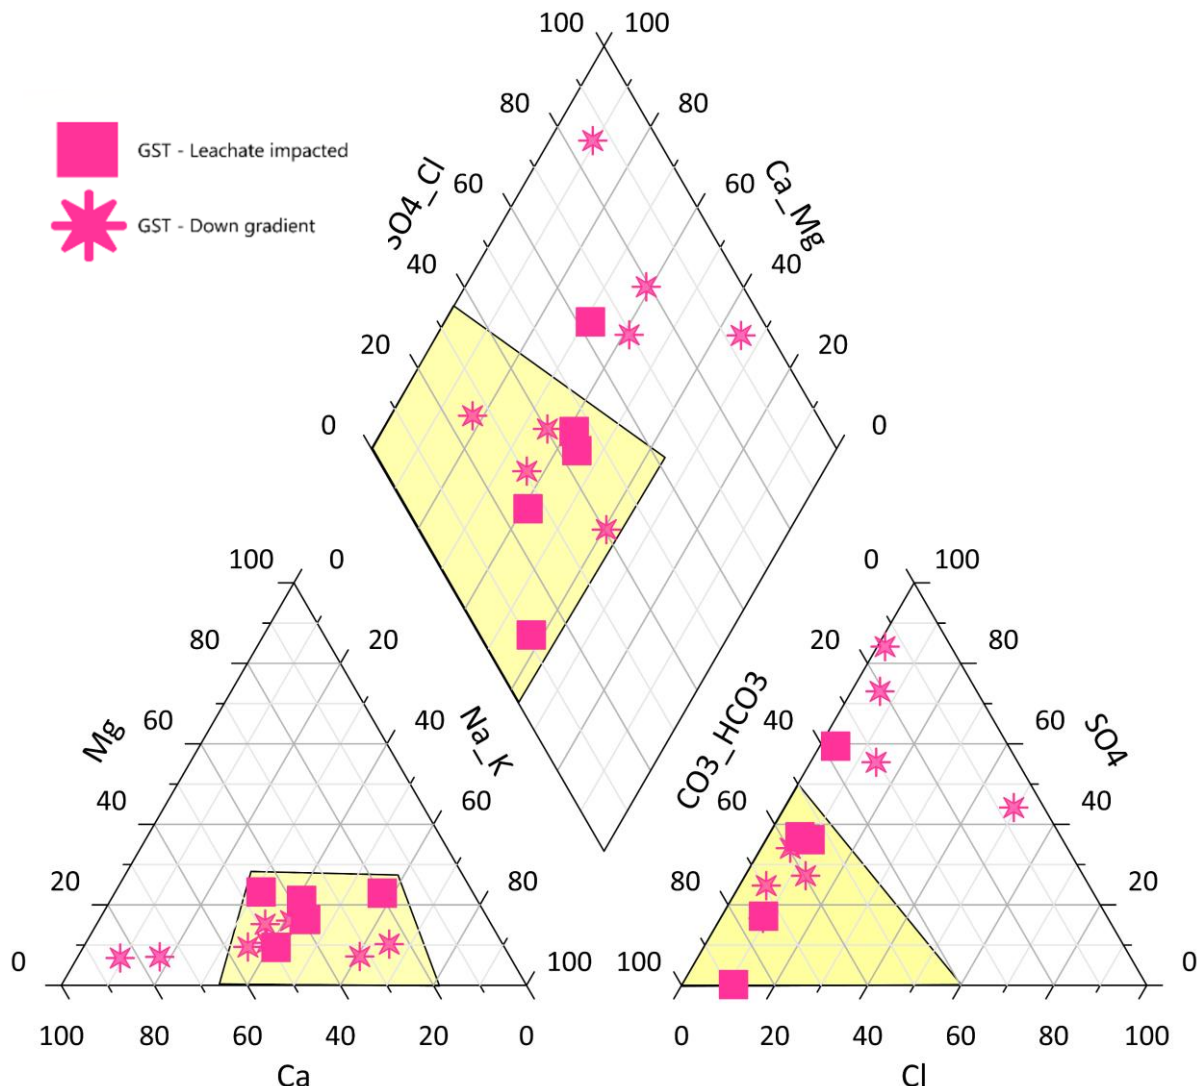 100 100
80 80
SO4_Cl Ca_Mg
60 60
40 40
20 20
0 0
GST - Leachate impacted
GST - Down gradient
100 0
80 20
Mg Na_K
60 40
40 60
20 80
0 100
100 80 60 40 20 0
Ca
0 100
20 80
CO3_HCO3 SO4
40 60
60 40
80 20
100 0
0 20 40 60 80 100
Cl